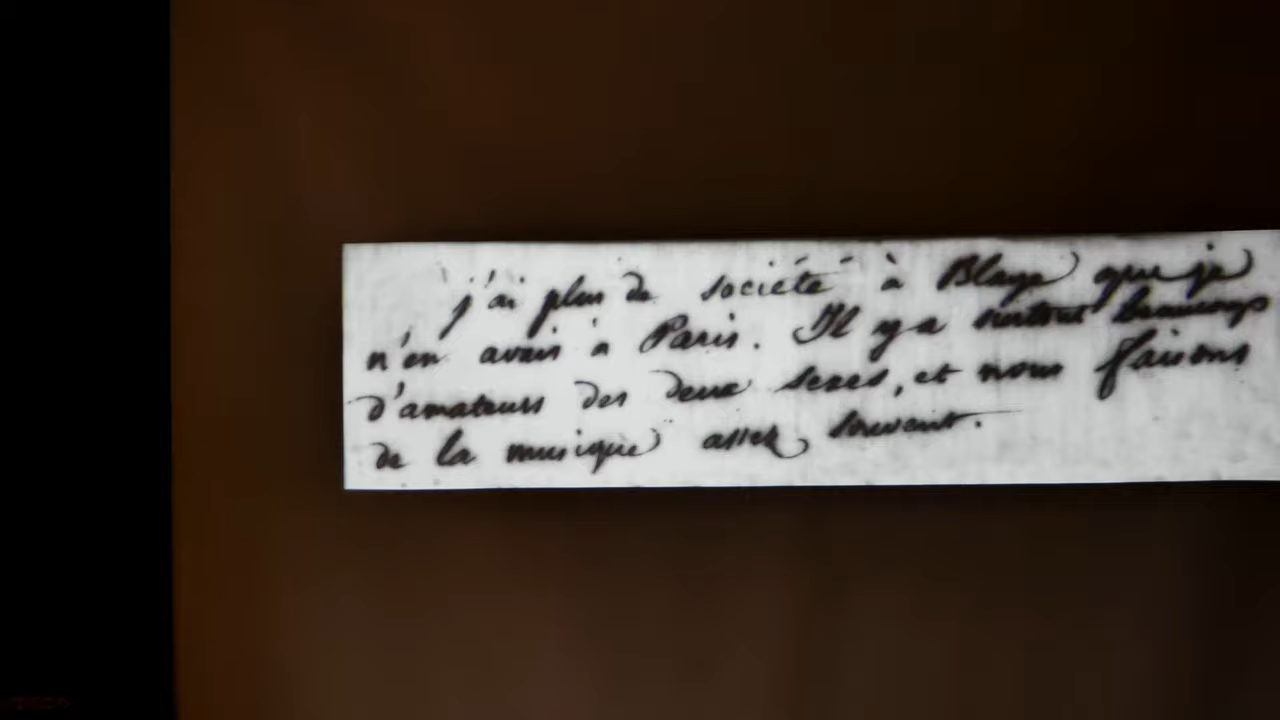 j'ai plus de société à Blaye que je
n'en avais à Paris. Il y a surtout beaucoup
d'amateurs des deux sexes, et nous faisons
de la musique assez souvent.